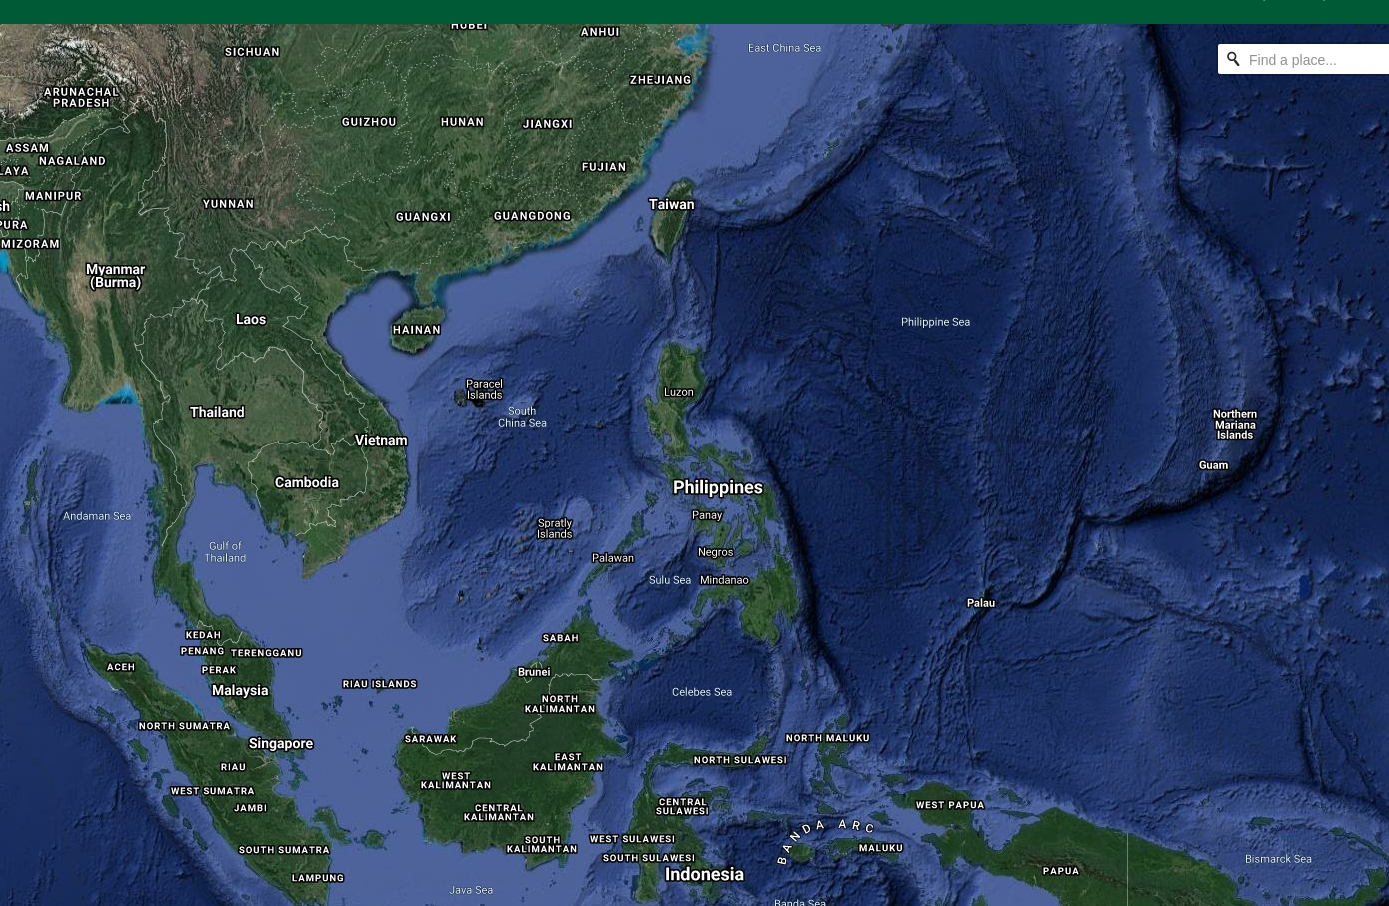 HUBEI
ANHUI
East China Sea
SICHUAN
Find a place...
ZHEJIANG
ARUNACHAL
PRADESH
GUIZHOU
HUNAN
JIANGXI
ASSAM
NAGALAND
LAYA
FUJIAN
MANIPUR
sh
YUNNAN
Taiwan
PURA
GUANGXI
GUANGDONG
MIZORAM
Myanmar
(Burma)
Laos
HAINAN
Philippine Sea
Paracel
Islands
Luzon
South
China Sea
Thailand
Northern
Mariana
Islands
Vietnam
Guam
Cambodia
Philippines
Andaman Sea
Panay
Spratly
Islands
Gulf of
Thailand
Negros
Palawan
Sulu Sea
Mindanao
Palau
KEDAH
SABAH
PENANG
TERENGGANU
ACEH
PERAK
Brunei
RIAU ISLANDS
Malaysia
Celebes Sea
NORTH
KALIMANTAN
NORTH SUMATRA
SARAWAK
NORTH MALUKU
Singapore
EAST
KALIMANTAN
NORTH SULAWESI
RIAU
WEST
KALIMANTAN
WEST SUMATRA
CENTRAL
SULAWESI
WEST PAPUA
JAMBI
CENTRAL
KALIMANTAN
BANDA ARC
SOUTH
KALIMANTAN
WEST SULAWESI
MALUKU
SOUTH SUMATRA
SOUTH SULAWESI
Bismarck Sea
PAPUA
Indonesia
LAMPUNG
Java Sea
Banda Sea